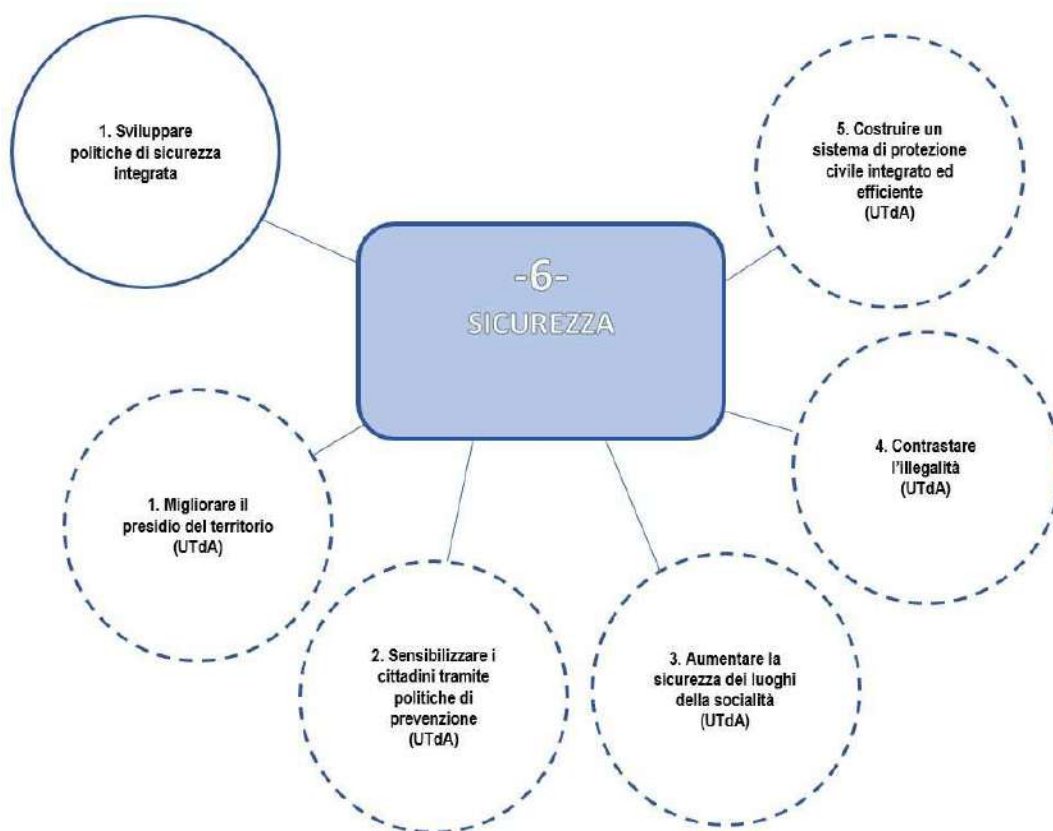 1. Sviluppare
politiche di sicurezza
integrata
5. Costruire un
sistema di protezione
civile integrato ed
efficiente
(UTdA)
-6-
SICUREZZA
4. Contrastare
l'illegalità
(UTdA)
1. Migliorare il
presidio del territorio
(UTdA)
2. Sensibilizzare i
cittadini tramite
politiche di
prevenzione
(UTdA)
3. Aumentare la
sicurezza dei luoghi
della socialità
(UTdA)